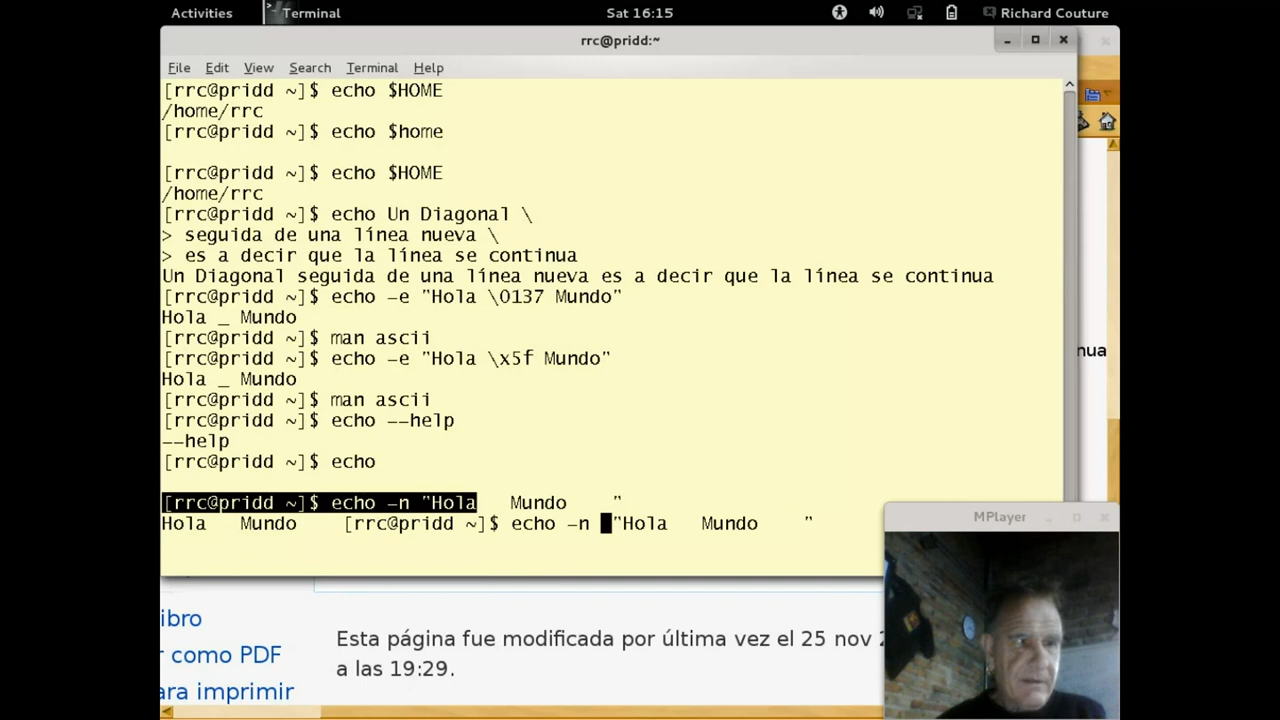 Activities Terminal Sat 16:15 Richard Couture
rrc@pridd:~
File Edit View Search Terminal Help
[rrc@pridd ~]$ echo $HOME
/home/rrc
[rrc@pridd ~]$ echo $home
[rrc@pridd ~]$ echo $HOME
/home/rrc
[rrc@pridd ~]$ echo Un Diagonal \
> seguida de una línea nueva \
> es a decir que la línea se continua
Un Diagonal seguida de una línea nueva es a decir que la línea se continua
[rrc@pridd ~]$ echo -e "Hola \0137 Mundo"
Hola _ Mundo
[rrc@pridd ~]$ man ascii
[rrc@pridd ~]$ echo -e "Hola \x5f Mundo"
nua
Hola _ Mundo
[rrc@pridd ~]$ man ascii
[rrc@pridd ~]$ echo --help
--help
[rrc@pridd ~]$ echo
[rrc@pridd ~]$ echo -n "Hola   Mundo    "
Hola   Mundo    [rrc@pridd ~]$ echo -n "Hola   Mundo    "
MPlayer
ibro
r como PDF
ara imprimir
Esta página fue modificada por última vez el 25 nov
a las 19:29.